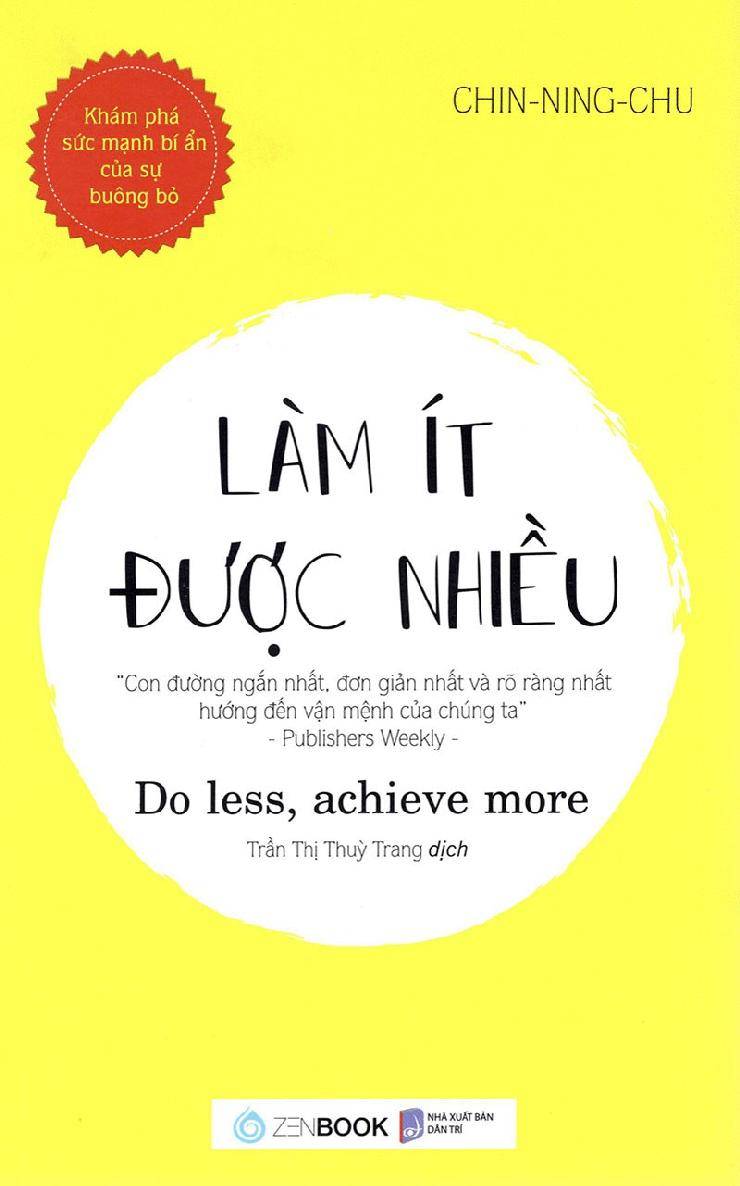 Khám phá
sức mạnh bí ẩn
của sự
buông bỏ
CHIN-NING-CHU
LÀM ÍT
ĐƯỢC NHIỀU
"Con đường ngắn nhất, đơn giản nhất và rõ ràng nhất
hướng đến vận mệnh của chúng ta"
- Publishers Weekly -
Do less, achieve more
Trần Thị Thuỳ Trang dịch
ZENBOOK
NHÀ XUẤT BẢN
DÂN TRÍ